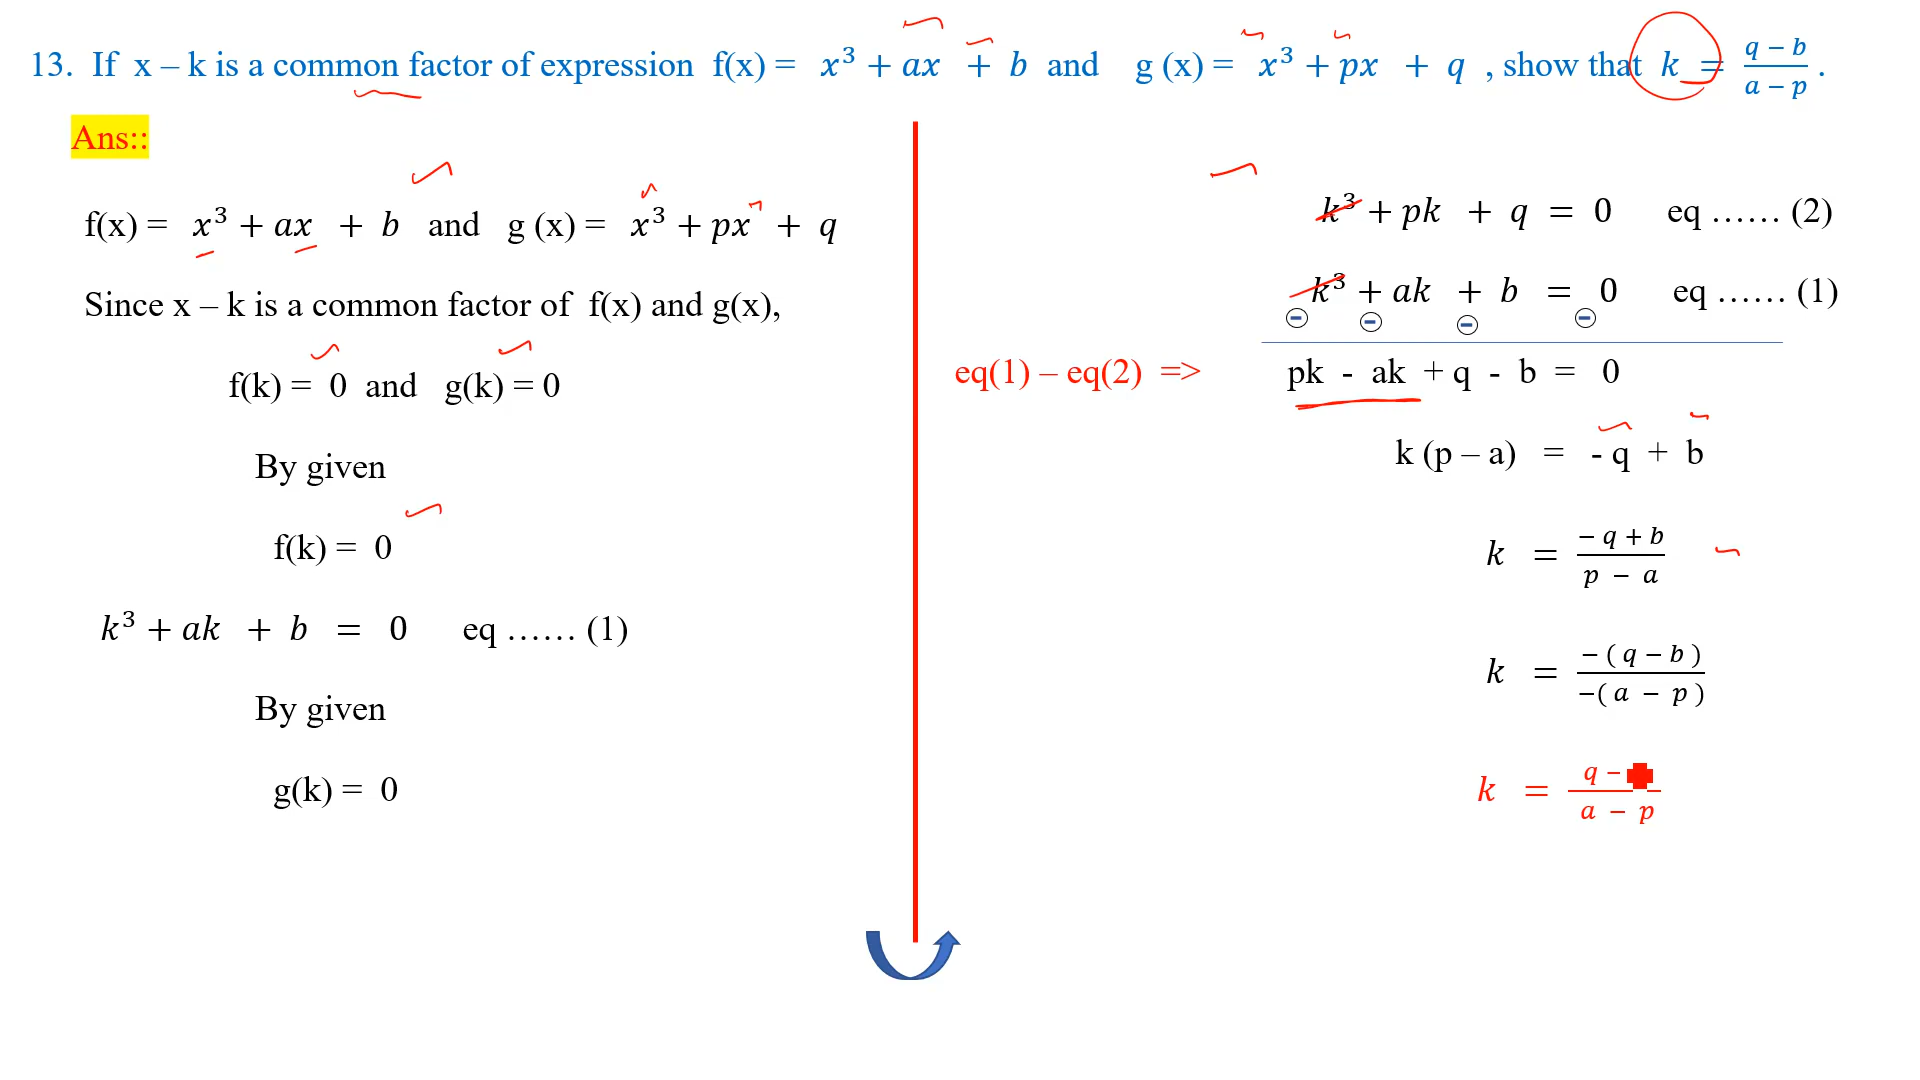 13. If x – k is a common factor of expression f(x) = x³ + ax + b and g (x) = x³ + px + q , show that k = (q − b)/(a − p) .
Ans::
f(x) = x³ + ax + b and g (x) = x³ + px + q
Since x – k is a common factor of f(x) and g(x),
f(k) = 0 and g(k) = 0
By given
f(k) = 0
k³ + ak + b = 0 eq …… (1)
By given
g(k) = 0
k³ + pk + q = 0 eq …… (2)
k³ + ak + b = 0 eq …… (1)
eq(1) – eq(2) => pk - ak + q - b = 0
k (p – a) = - q + b
k = (− q + b)/(p − a)
k = −( q − b )/−( a − p )
k = (q −)/(a − p)